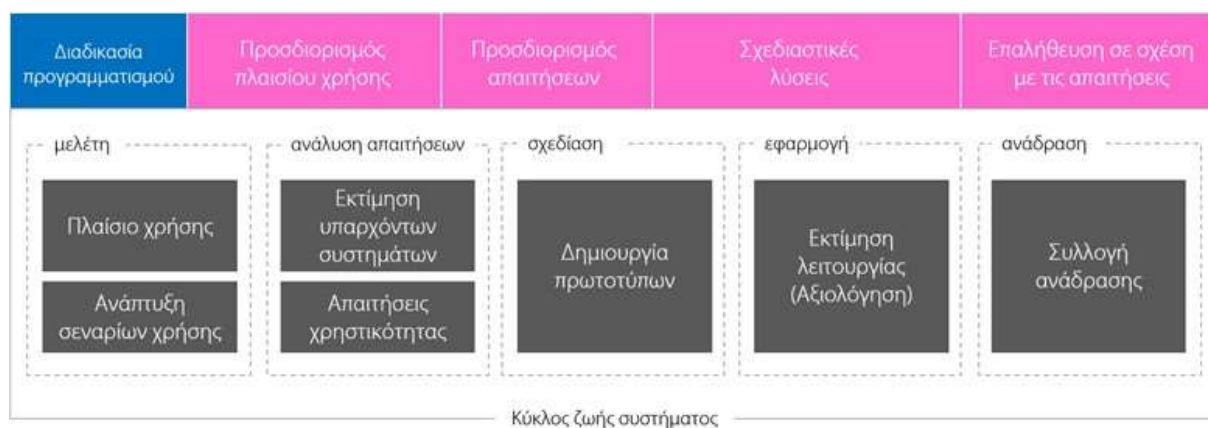 Διαδικασία
προγραμματισμού
Προσδιορισμός
πλαισίου χρήσης
Προσδιορισμός
απαιτήσεων
Σχεδιαστικές
λύσεις
Επαλήθευση σε σχέση
με τις απαιτήσεις
μελέτη
Πλαίσιο χρήσης
Ανάπτυξη
σεναρίων χρήσης
ανάλυση απαιτήσεων
Εκτίμηση
υπαρχόντων
συστημάτων
Απαιτήσεις
χρηστικότητας
σχεδίαση
Δημιουργία
πρωτοτύπων
εφαρμογή
Εκτίμηση
λειτουργίας
(Αξιολόγηση)
ανάδραση
Συλλογή
ανάδρασης
Κύκλος ζωής συστήματος